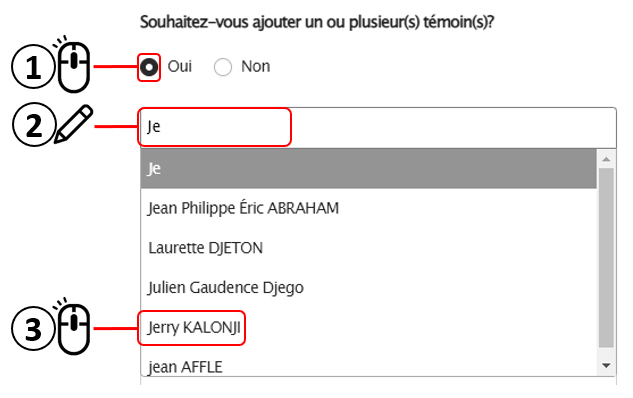 Souhaitez-vous ajouter un ou plusieur(s) témoin(s)?
1 Oui Non
2 Je
Je
Jean Philippe Éric ABRAHAM
Laurette DJETON
Julien Gaudence Djego
3 Jerry KALONJI
jean AFFLE